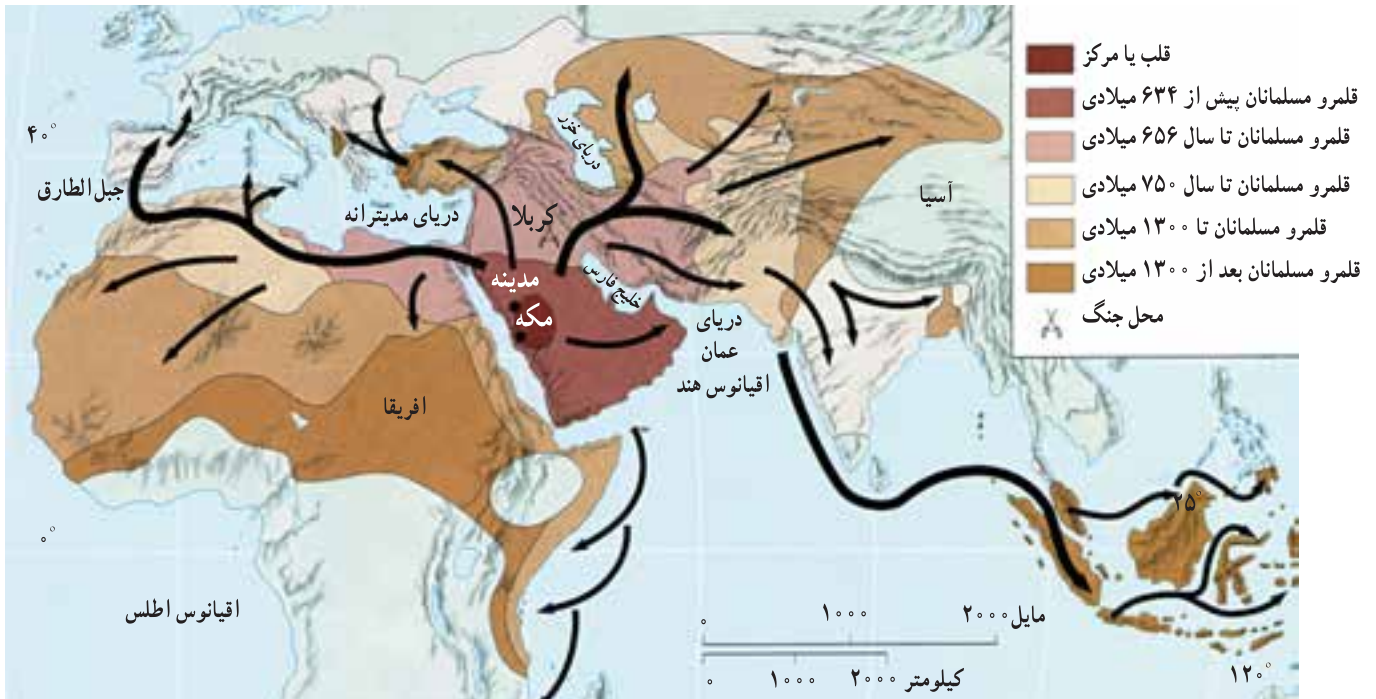 قلب یا مرکز
قلمرو مسلمانان پیش از ۶۳۴ میلادی
قلمرو مسلمانان تا سال ۶۵۶ میلادی
قلمرو مسلمانان تا سال ۷۵۰ میلادی
قلمرو مسلمانان تا ۱۳۰۰ میلادی
قلمرو مسلمانان بعد از ۱۳۰۰ میلادی
محل جنگ
۴۰°
دریای خزر
جبل الطارق
دریای مدیترانه
کربلا
آسیا
مدینه
مکه
خلیج فارس
دریای
عمان
اقیانوس هند
افریقا
۲۵°
۰°
اقیانوس اطلس
۰ ۱۰۰۰ ۲۰۰۰ مایل
۰ ۱۰۰۰ ۲۰۰۰ کیلومتر
۱۲۰°